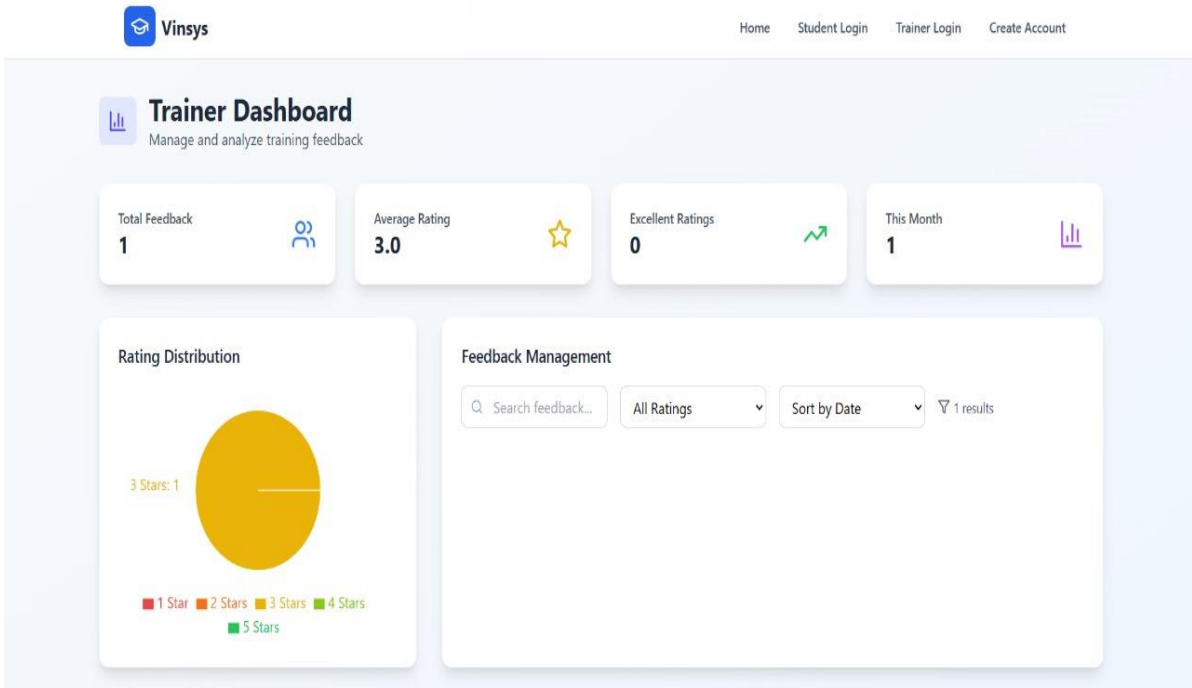 Vinsys
Home Student Login Trainer Login Create Account
Trainer Dashboard
Manage and analyze training feedback
Total Feedback
1
Average Rating
3.0
Excellent Ratings
0
This Month
1
Rating Distribution
3 Stars: 1
1 Star 2 Stars 3 Stars 4 Stars
5 Stars
Feedback Management
Search feedback... All Ratings Sort by Date 1 results